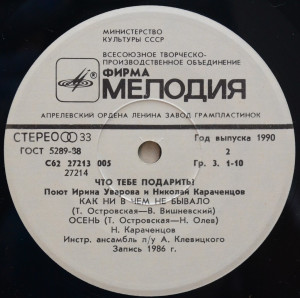 МИНИСТЕРСТВО
КУЛЬТУРЫ СССР
ВСЕСОЮЗНОЕ ТВОРЧЕСКО-
ПРОИЗВОДСТВЕННОЕ ОБЪЕДИНЕНИЕ
ФИРМА
МЕЛОДИЯ
АПРЕЛЕВСКИЙ ОРДЕНА ЛЕНИНА ЗАВОД ГРАМПЛАСТИНОК
СТЕРЕО 33
Год выпуска 1990
ГОСТ 5289-38
2
С62 27213 005
Гр. 3. 1-10
27214
ЧТО ТЕБЕ ПОДАРИТЬ?
Поют Ирина Уварова и Николай Караченцов
КАК НИ В ЧЕМ НЕ БЫВАЛО
(Т. Островская—В. Вишневский)
ОСЕНЬ (Т. Островская—Н. Олев)
Н. Караченцов
Инстр. ансамбль п/у А. Клевицкого
Запись 1986 г.